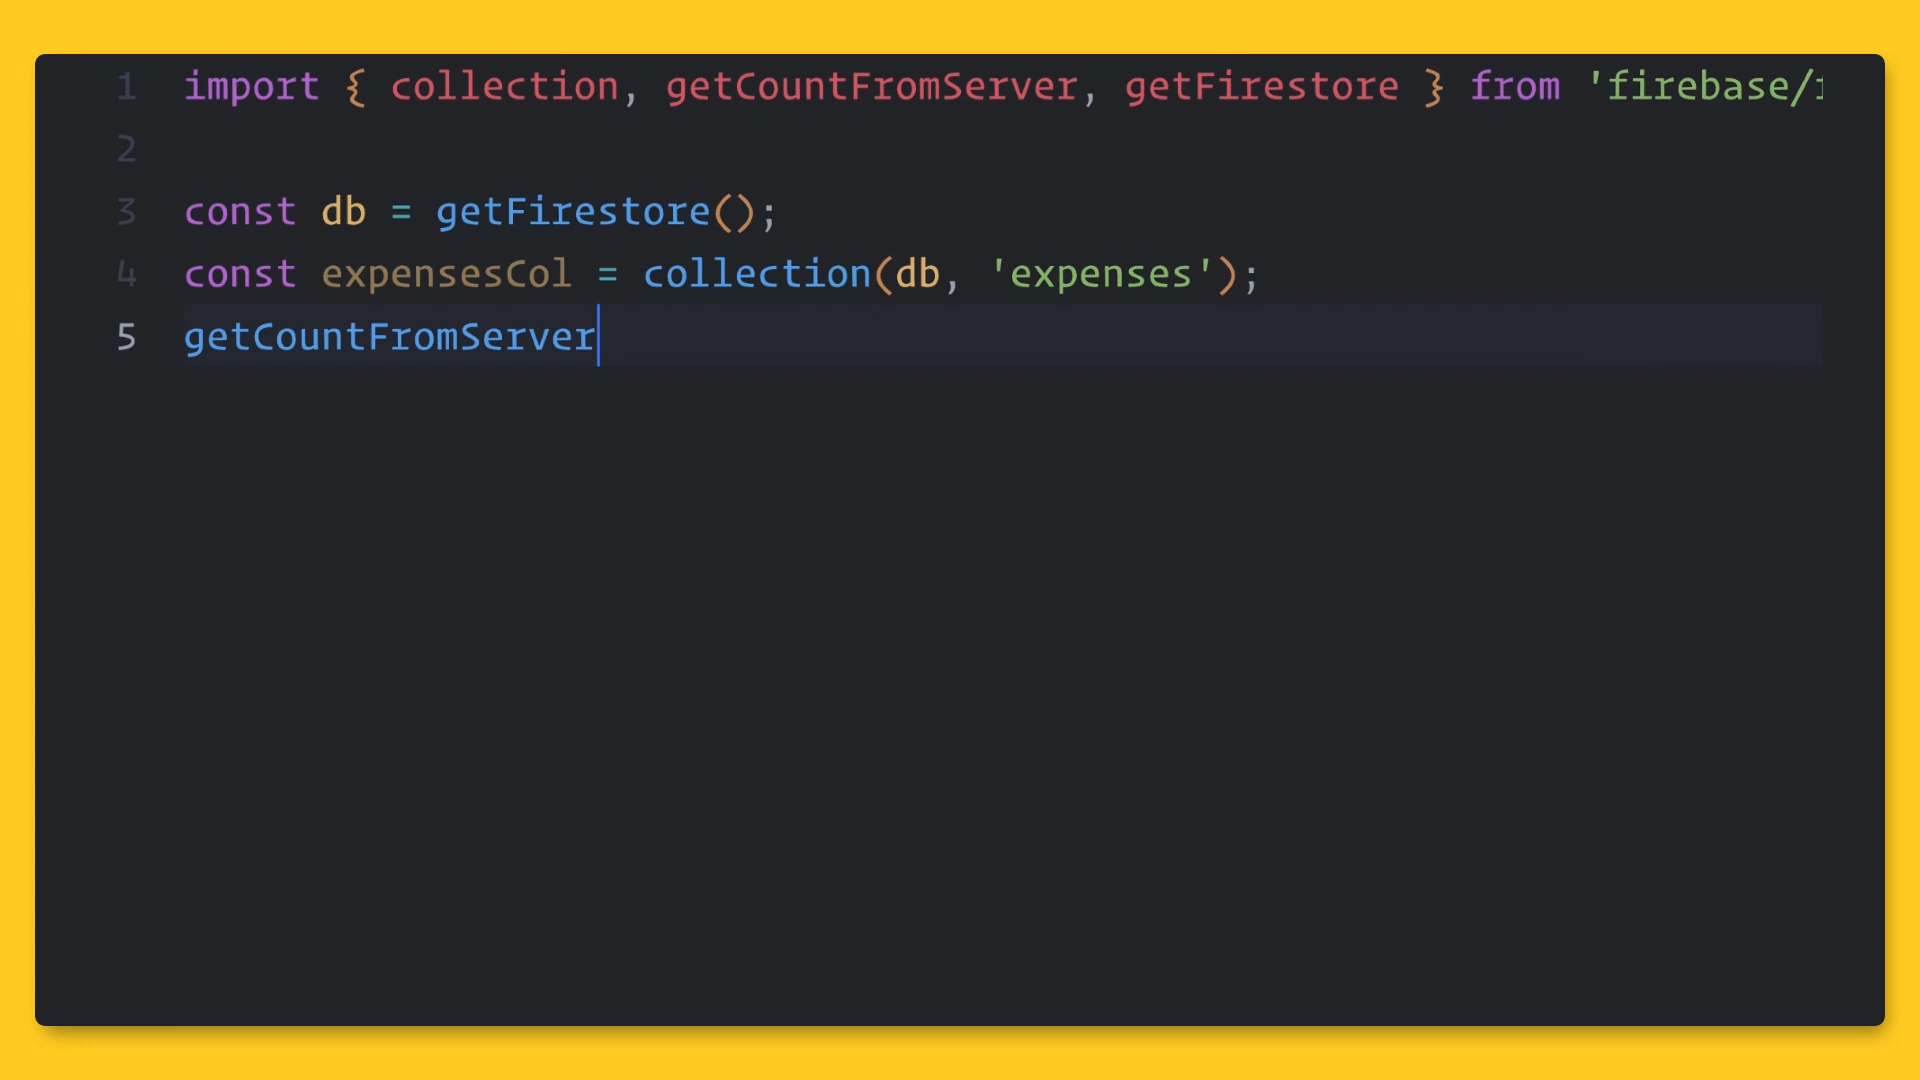 1 import { collection, getCountFromServer, getFirestore } from 'firebase/
2
3 const db = getFirestore();
4 const expensesCol = collection(db, 'expenses');
5 getCountFromServer